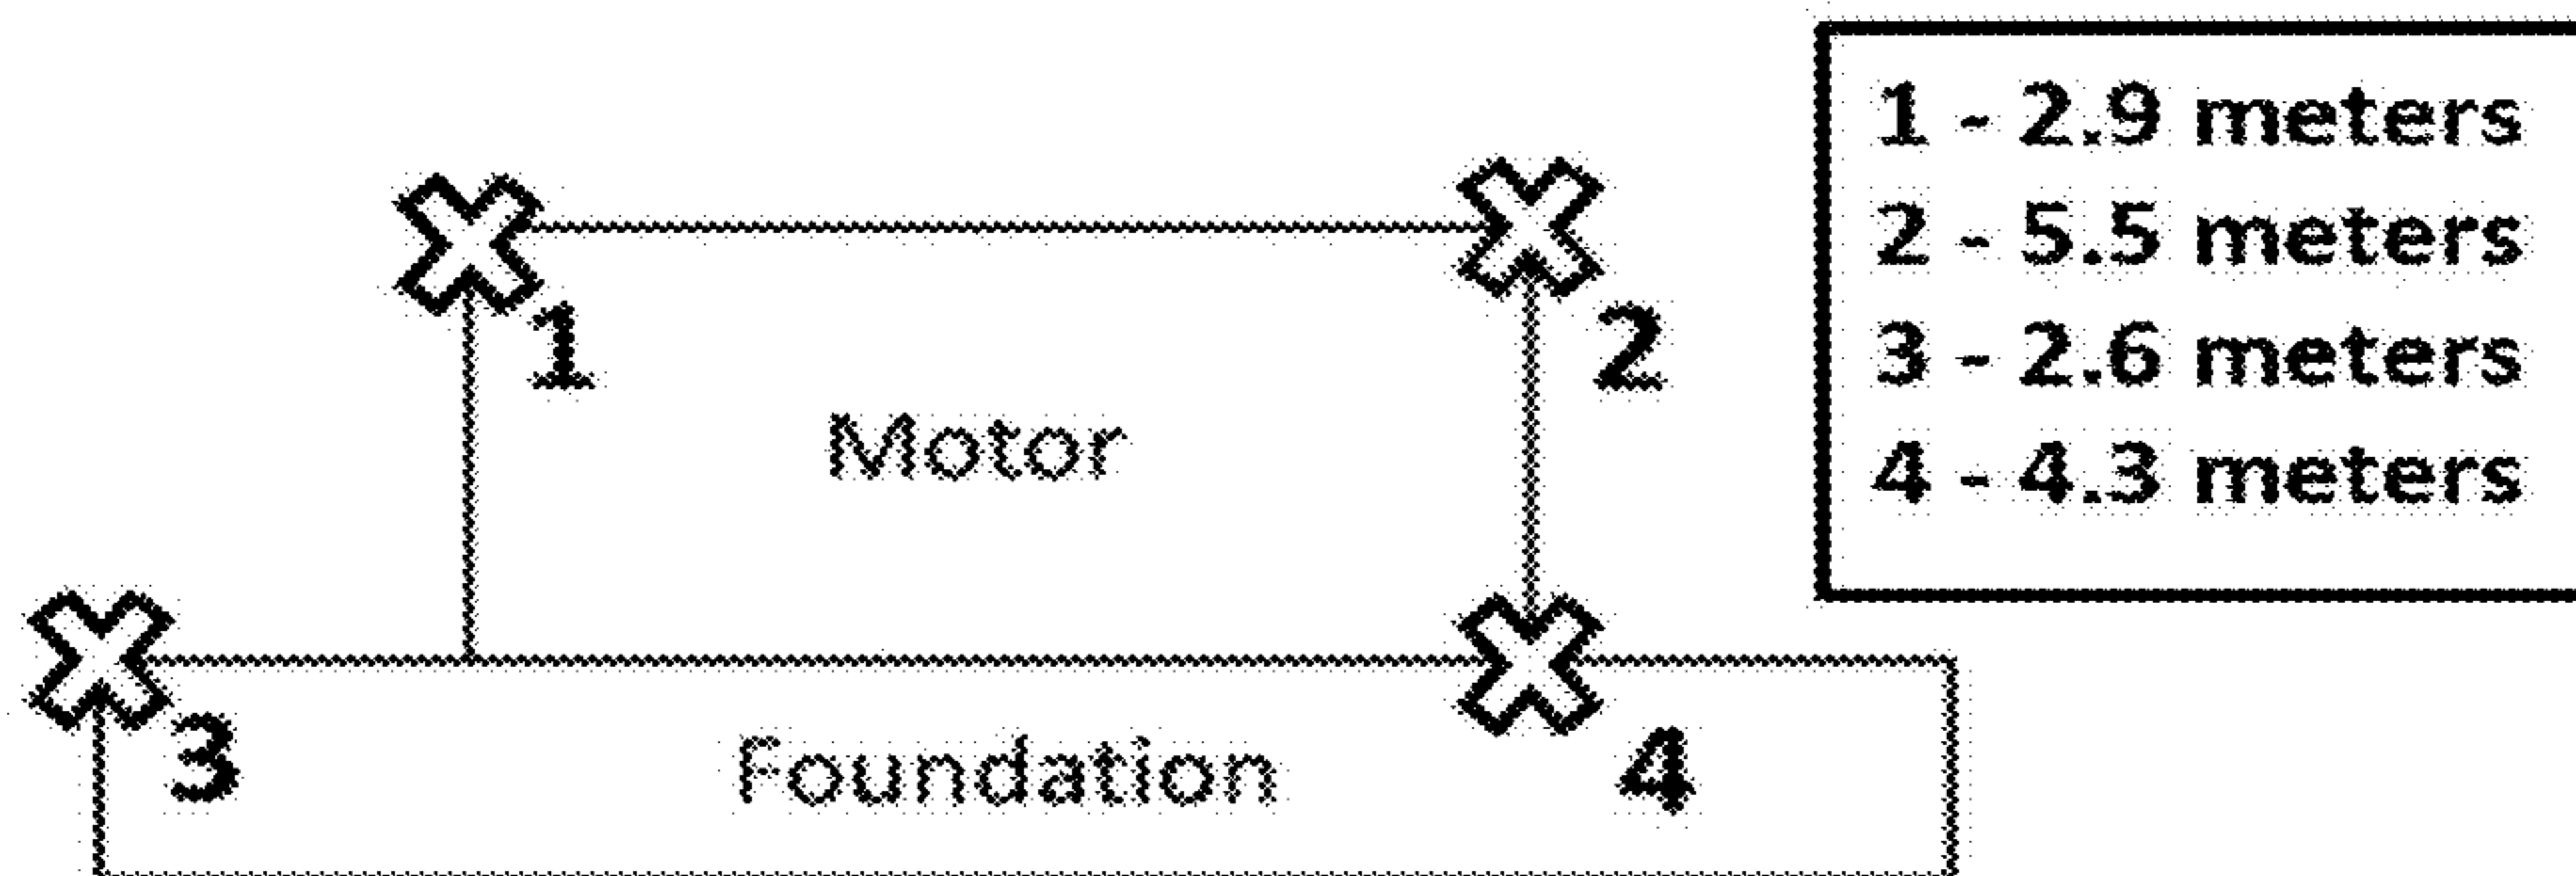 1 - 2.9 meters
2 - 5.5 meters
3 - 2.6 meters
4 - 4.3 meters
1
2
Motor
3
Foundation
4